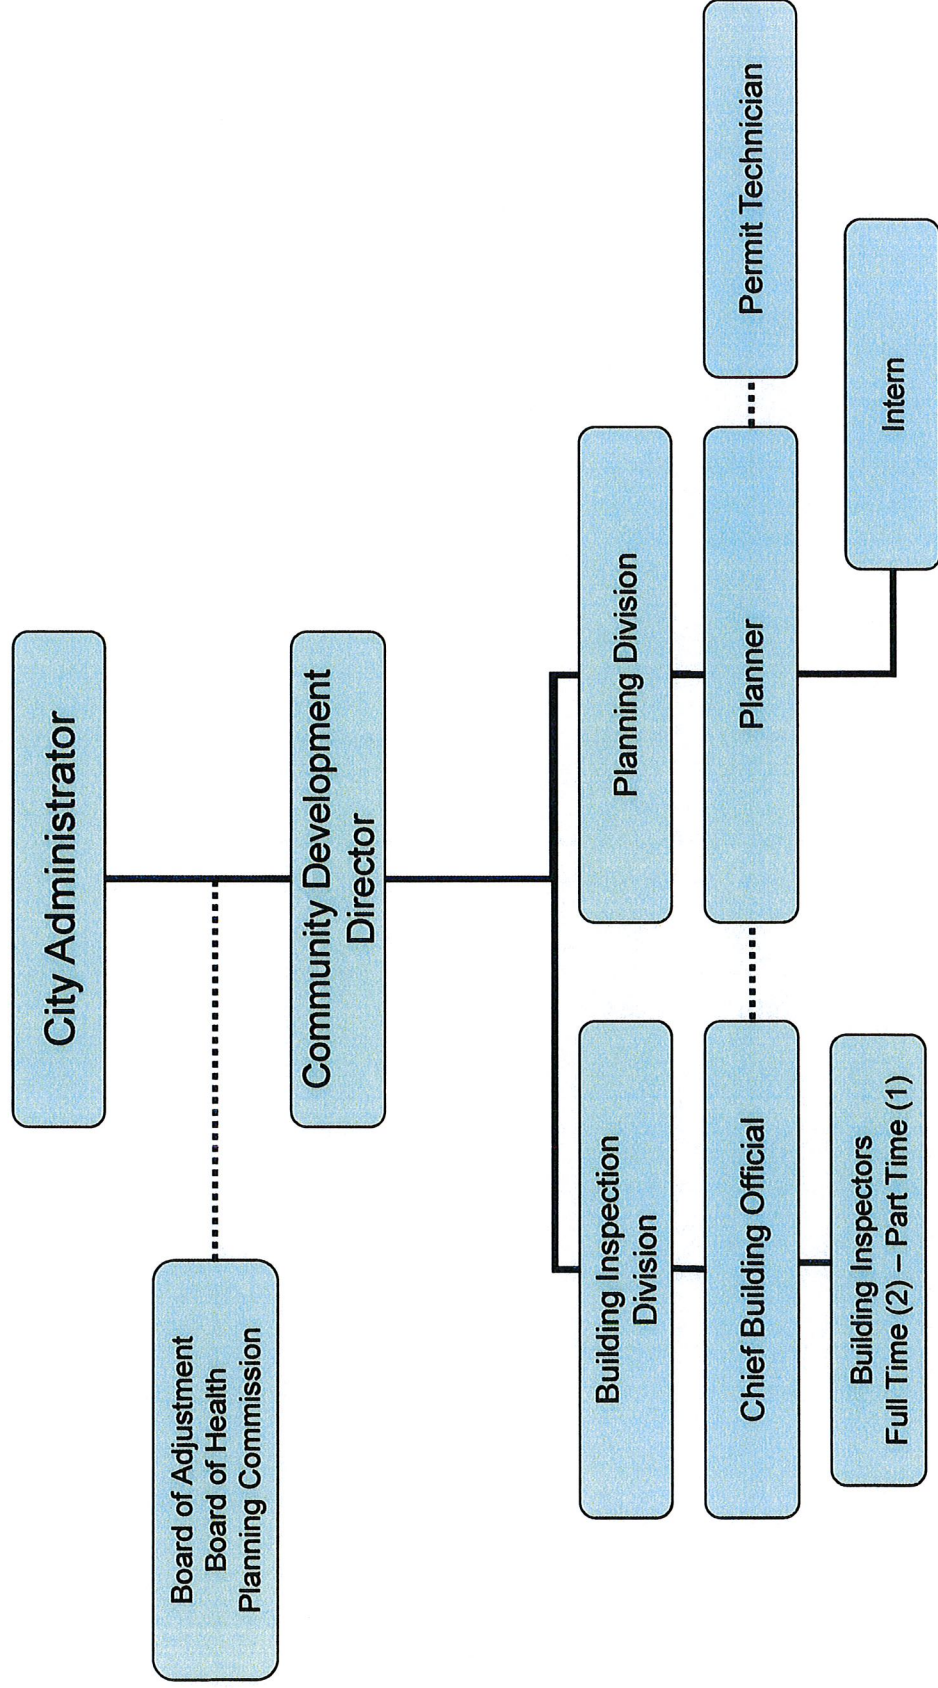 City Administrator
Board of Adjustment
Board of Health
Planning Commission
Community Development
Director
Building Inspection
Division
Planning Division
Chief Building Official
Planner
Permit Technician
Building Inspectors
Full Time (2) – Part Time (1)
Intern